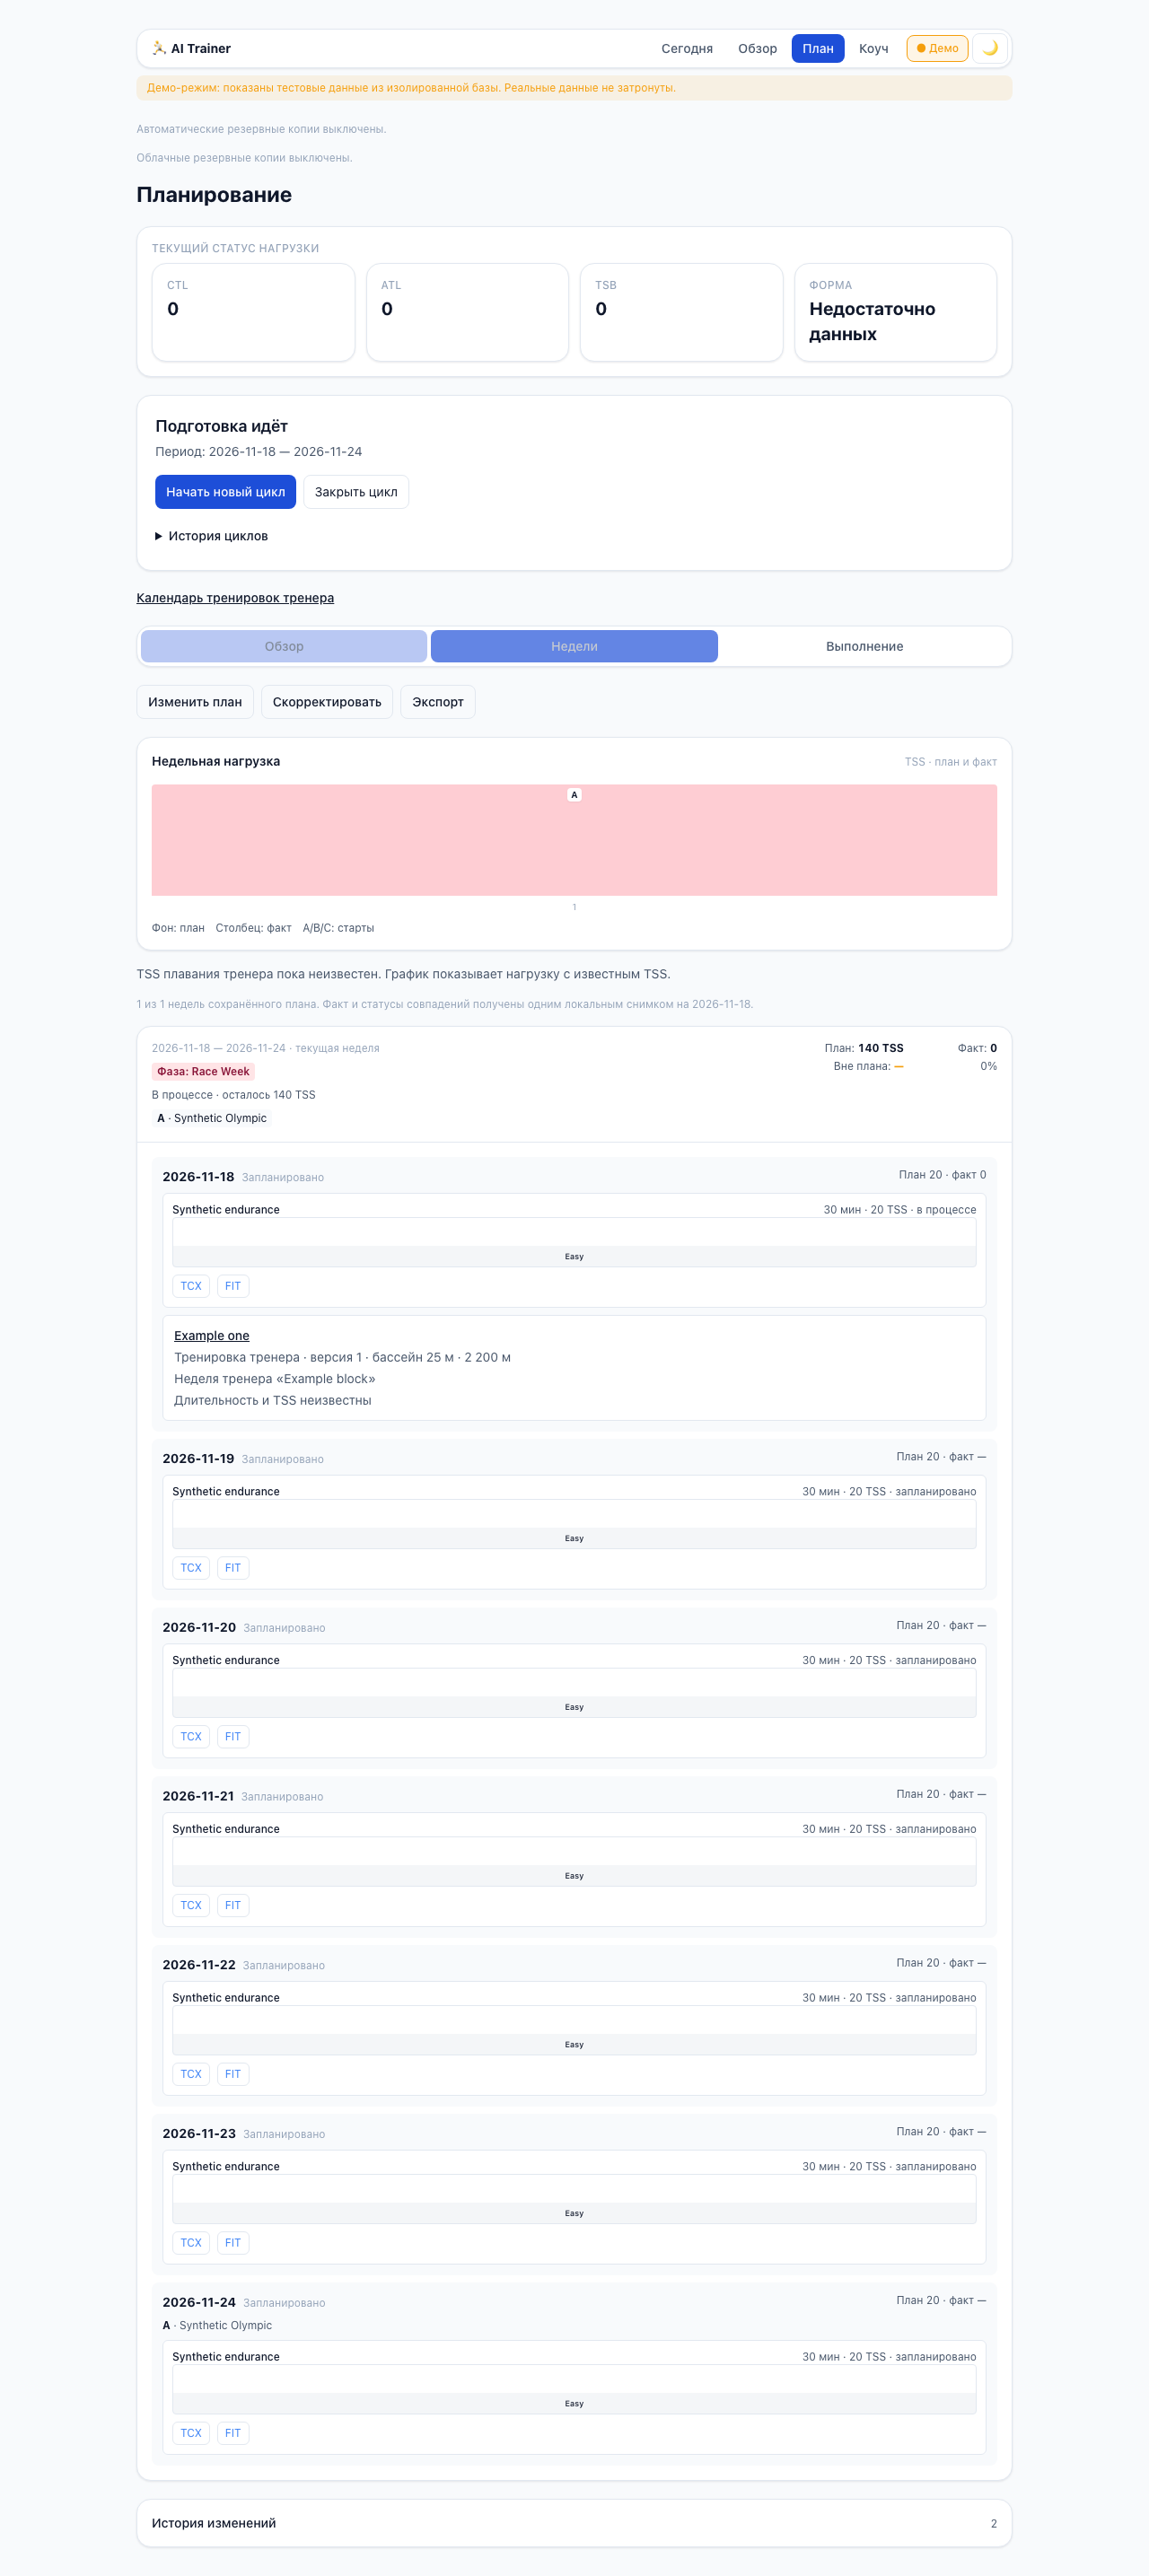 AI Trainer
Сегодня
Обзор
План
Коуч
Демо
Демо-режим: показаны тестовые данные из изолированной базы. Реальные данные не затронуты.
Автоматические резервные копии выключены.
Облачные резервные копии выключены.
Планирование
ТЕКУЩИЙ СТАТУС НАГРУЗКИ
CTL
0
ATL
0
TSB
0
ФОРМА
Недостаточно
данных
Подготовка идёт
Период: 2026-11-18 — 2026-11-24
Начать новый цикл
Закрыть цикл
История циклов
Календарь тренировок тренера
Обзор
Недели
Выполнение
Изменить план
Скорректировать
Экспорт
Недельная нагрузка
TSS · план и факт
A
1
Фон: план
Столбец: факт
A/B/C: старты
TSS плавания тренера пока неизвестен. График показывает нагрузку с известным TSS.
1 из 1 недель сохранённого плана. Факт и статусы совпадений получены одним локальным снимком на 2026-11-18.
2026-11-18 — 2026-11-24 · текущая неделя
План: 140 TSS
Факт: 0
Фаза: Race Week
Вне плана: —
0%
В процессе · осталось 140 TSS
A · Synthetic Olympic
2026-11-18 Запланировано
План 20 · факт 0
Synthetic endurance
30 мин · 20 TSS · в процессе
Easy
TCX
FIT
Example one
Тренировка тренера · версия 1 · бассейн 25 м · 2 200 м
Неделя тренера «Example block»
Длительность и TSS неизвестны
2026-11-19 Запланировано
План 20 · факт —
Synthetic endurance
30 мин · 20 TSS · запланировано
Easy
TCX
FIT
2026-11-20 Запланировано
План 20 · факт —
Synthetic endurance
30 мин · 20 TSS · запланировано
Easy
TCX
FIT
2026-11-21 Запланировано
План 20 · факт —
Synthetic endurance
30 мин · 20 TSS · запланировано
Easy
TCX
FIT
2026-11-22 Запланировано
План 20 · факт —
Synthetic endurance
30 мин · 20 TSS · запланировано
Easy
TCX
FIT
2026-11-23 Запланировано
План 20 · факт —
Synthetic endurance
30 мин · 20 TSS · запланировано
Easy
TCX
FIT
2026-11-24 Запланировано
План 20 · факт —
A · Synthetic Olympic
Synthetic endurance
30 мин · 20 TSS · запланировано
Easy
TCX
FIT
История изменений
2